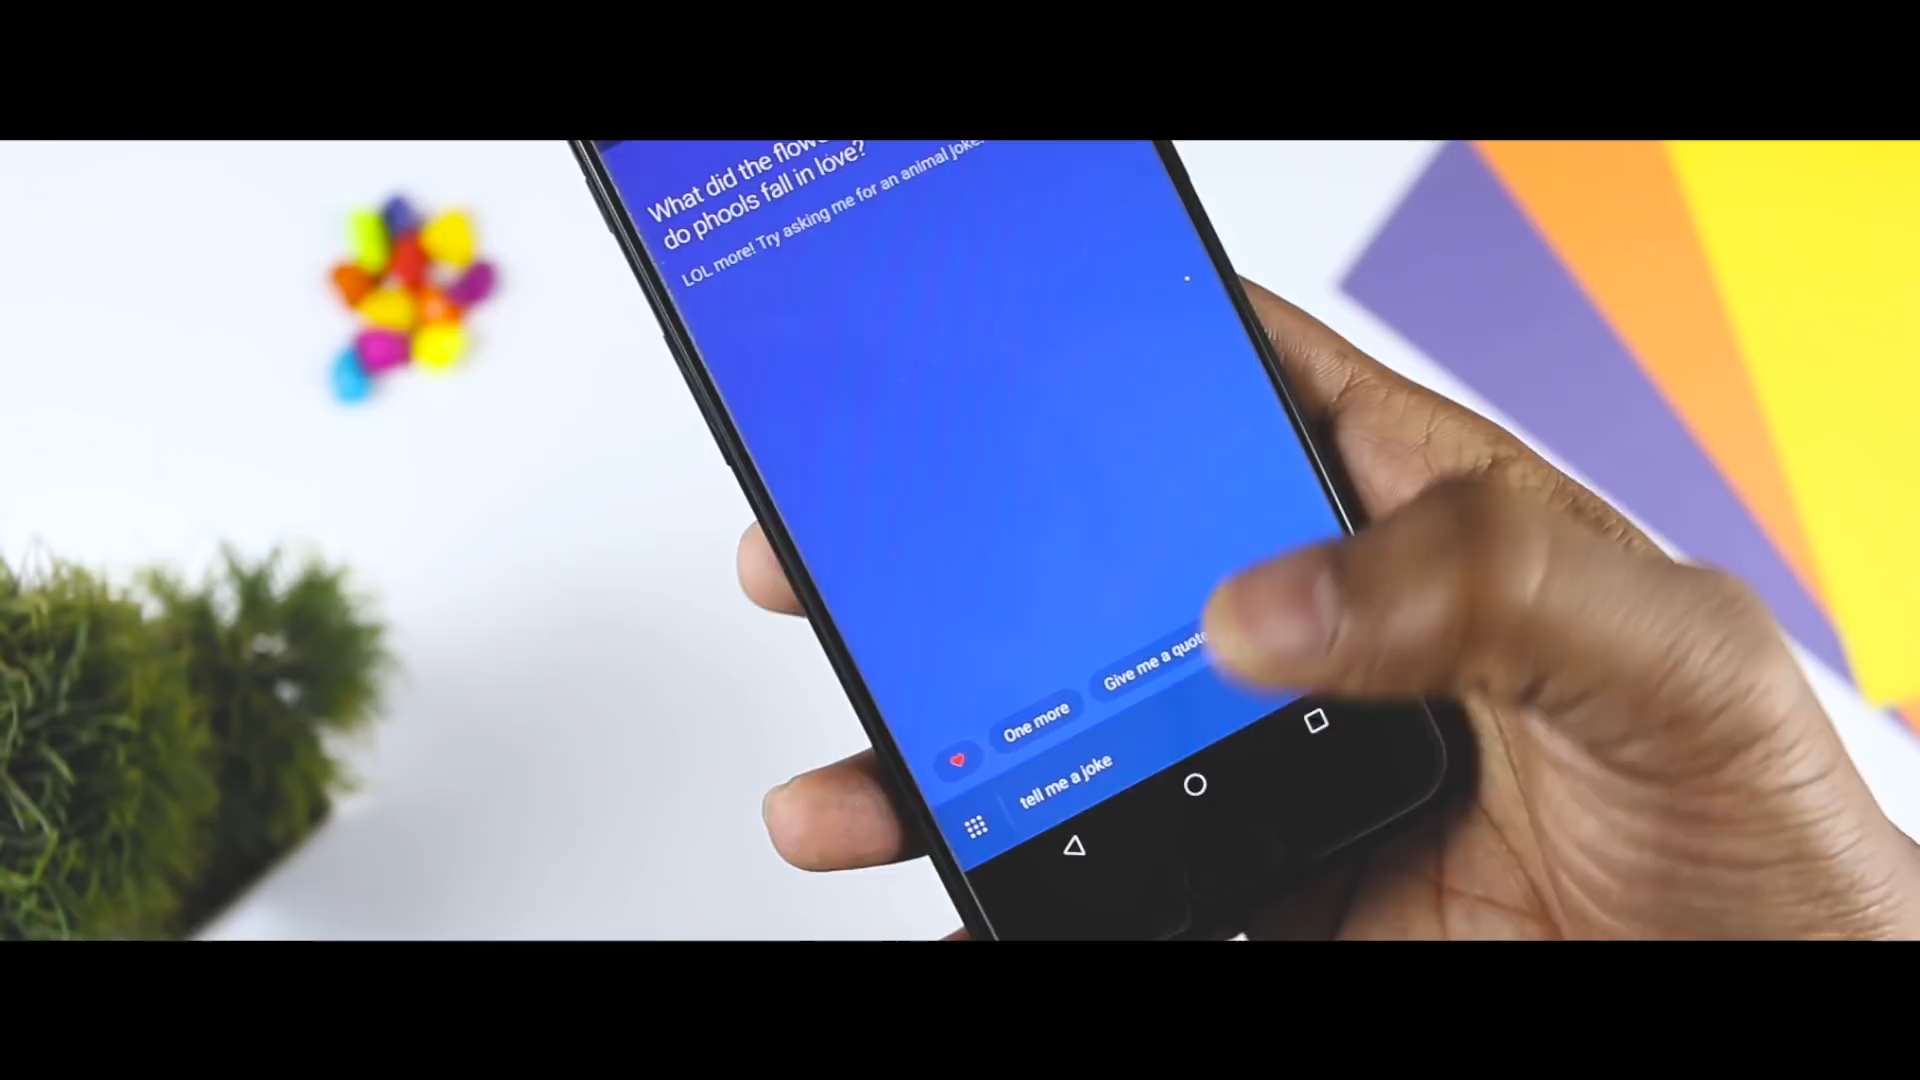 What did the
do phools fall in love?
LOL more! Try asking me for an animal joke
One more
Give me a quote
tell me a joke